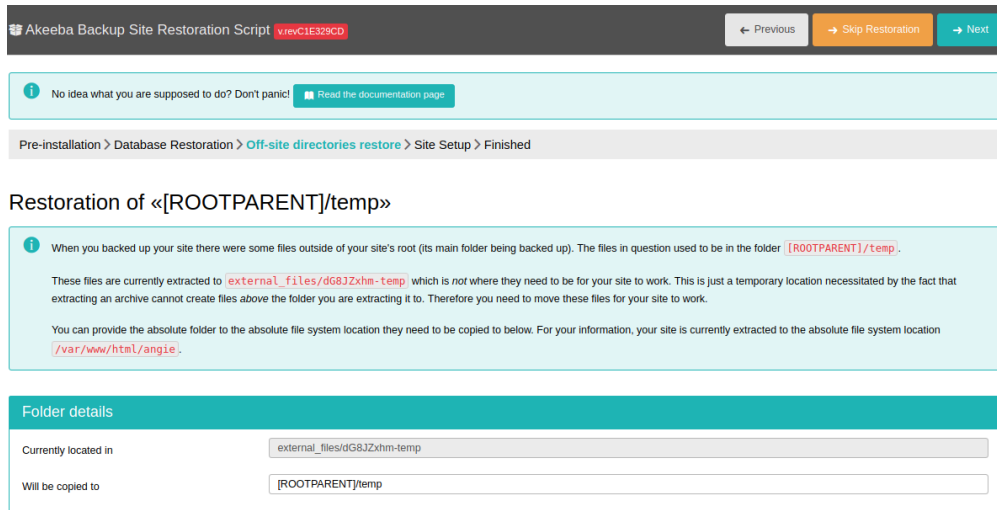 Akeeba Backup Site Restoration Script v.revC1E329CD
← Previous
→ Skip Restoration
→ Next
No idea what you are supposed to do? Don't panic! Read the documentation page
Pre-installation > Database Restoration > Off-site directories restore > Site Setup > Finished
Restoration of «[ROOTPARENT]/temp»
When you backed up your site there were some files outside of your site's root (its main folder being backed up). The files in question used to be in the folder [ROOTPARENT]/temp.
These files are currently extracted to external_files/dG8JZxhm-temp which is not where they need to be for your site to work. This is just a temporary location necessitated by the fact that
extracting an archive cannot create files above the folder you are extracting it to. Therefore you need to move these files for your site to work.
You can provide the absolute folder to the absolute file system location they need to be copied to below. For your information, your site is currently extracted to the absolute file system location
/var/www/html/angie.
Folder details
Currently located in
external_files/dG8JZxhm-temp
Will be copied to
[ROOTPARENT]/temp